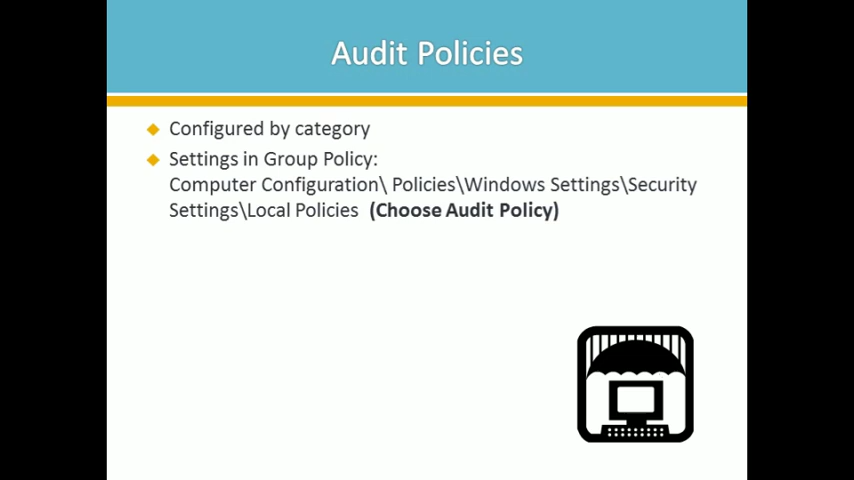 Audit Policies
Configured by category
Settings in Group Policy:
Computer Configuration\ Policies\Windows Settings\Security
Settings\Local Policies (Choose Audit Policy)